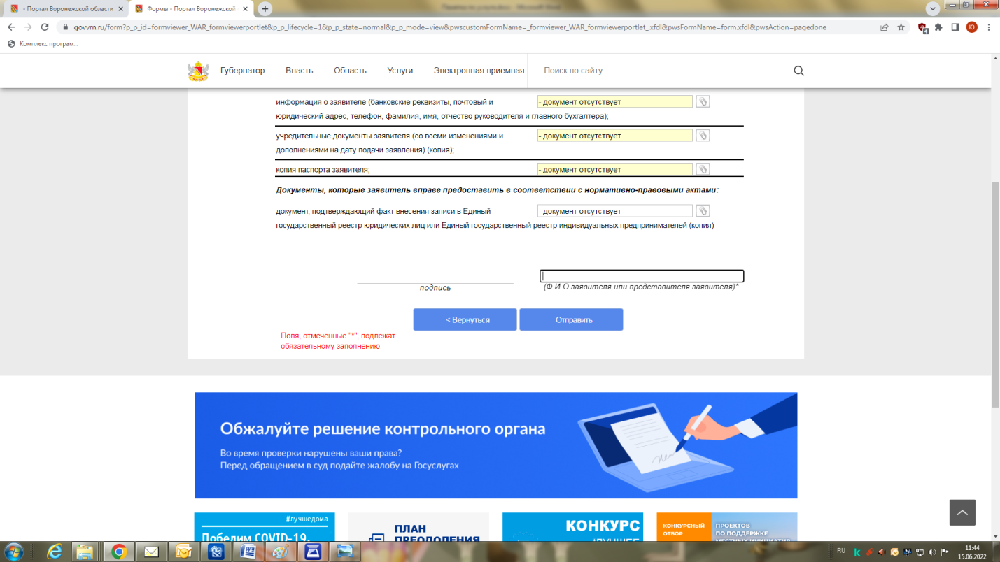 - Портал Воронежской области
Формы - Портал Воронежской
govvrn.ru/form?p_p_id=formviewer_WAR_formviewerportlet&p_p_lifecycle=1&p_p_state=normal&p_p_mode=view&pwscustomFormName=_formviewer_WAR_formviewerportlet_.xfdl&pwsFormName=form.xfdl&pwsAction=pagedone
4
Ю
Комплекс програм...
Губернатор Власть Область Услуги Электронная приемная Поиск по сайту...
информация о заявителе (банковские реквизиты, почтовый и - документ отсутствует
юридический адрес, телефон, фамилия, имя, отчество руководителя и главного бухгалтера);
учредительные документы заявителя (со всеми изменениями и - документ отсутствует
дополнениями на дату подачи заявления) (копия);
копия паспорта заявителя; - документ отсутствует
Документы, которые заявитель вправе предоставить в соответствии с нормативно-правовыми актами:
документ, подтверждающий факт внесения записи в Единый - документ отсутствует
государственный реестр юридических лиц или Единый государственный реестр индивидуальных предпринимателей (копия)
подпись (Ф.И.О заявителя или представителя заявителя)*
< Вернуться Отправить
Поля, отмеченные "*", подлежат
обязательному заполнению
Обжалуйте решение контрольного органа
Во время проверки нарушены ваши права?
Перед обращением в суд подайте жалобу на Госуслугах
#лучшедома
Победим COVID-19.
ПЛАН
ПРЕОДОЛЕНИЯ
КОНКУРС
КОНКУРСНЫЙ
ОТБОР
ПРОЕКТОВ
ПО ПОДДЕРЖКЕ
МЕСТНЫХ ИНИЦИАТИВ
RU
11:44
15.06.2022